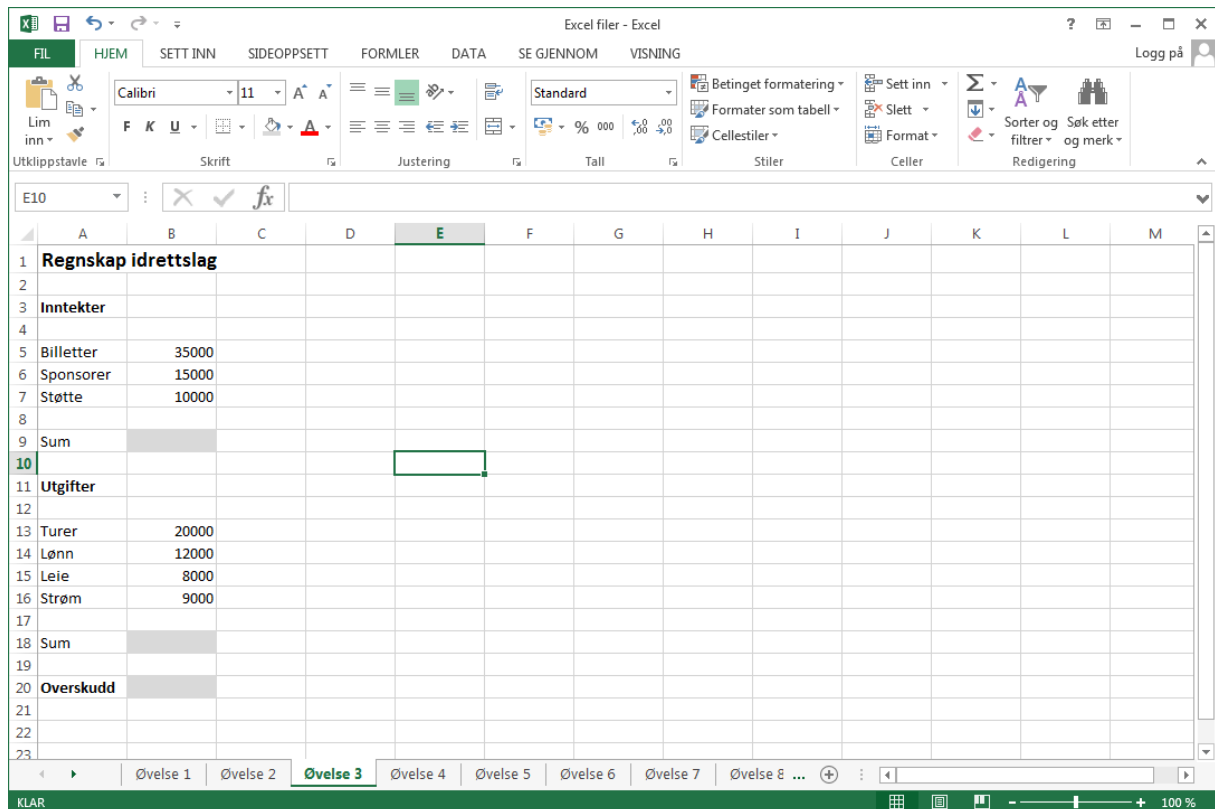 Excel filer - Excel
?
FIL HJEM SETT INN SIDEOPPSETT FORMLER DATA SE GJENNOM VISNING Logg på
Lim inn
Calibri 11 A A
F K U A
Utklippstavle
Skrift
Justering
Standard
% 000 ,00 ,0
Tall
Betinget formatering
Formater som tabell
Cellestiler
Stiler
Sett inn
Slett
Format
Celler
Σ
Sorter og filtrer
Søk etter og merk
Redigering
E10 fx
A B C D E F G H I J K L M
1 Regnskap idrettslag
2
3 Inntekter
4
5 Billetter 35000
6 Sponsorer 15000
7 Støtte 10000
8
9 Sum
10
11 Utgifter
12
13 Turer 20000
14 Lønn 12000
15 Leie 8000
16 Strøm 9000
17
18 Sum
19
20 Overskudd
21
22
23
Øvelse 1 Øvelse 2 Øvelse 3 Øvelse 4 Øvelse 5 Øvelse 6 Øvelse 7 Øvelse 8 ...
KLAR 100 %